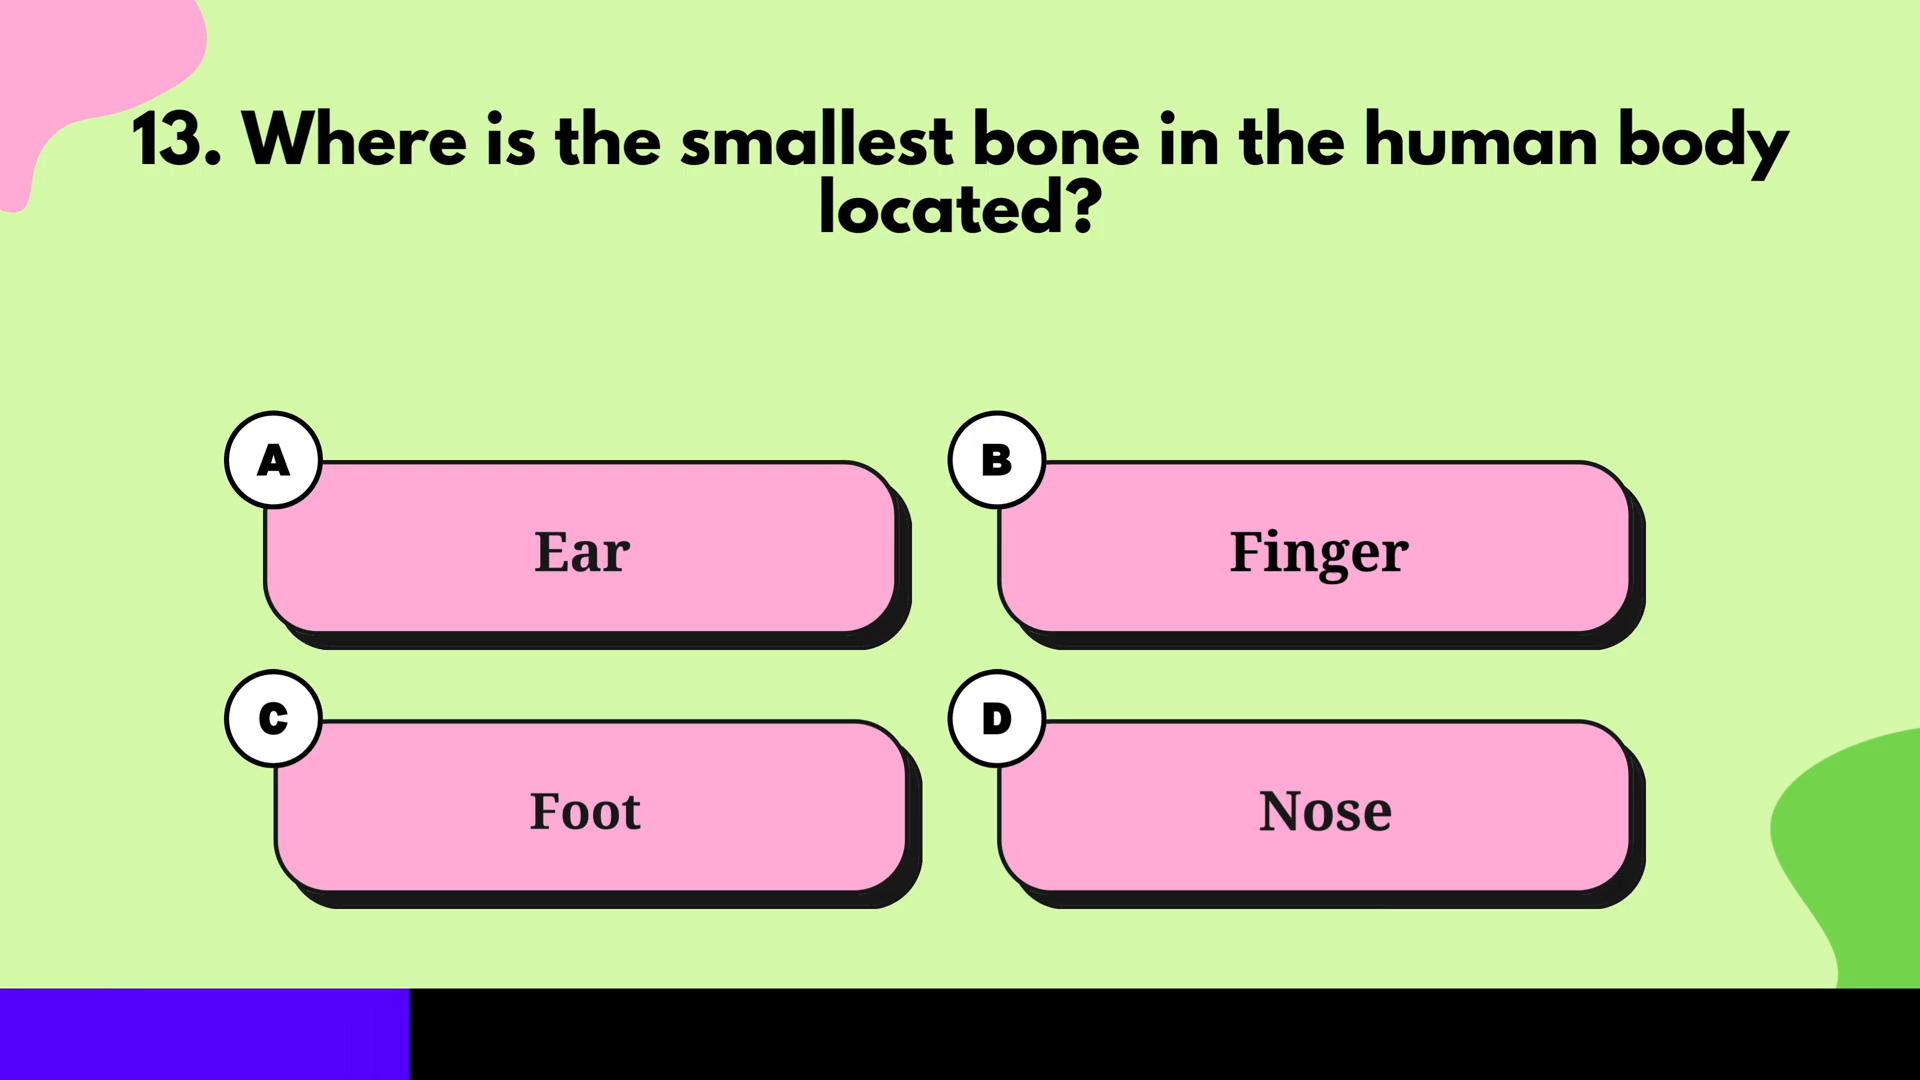 13. Where is the smallest bone in the human body
located?
A
Ear
B
Finger
C
Foot
D
Nose